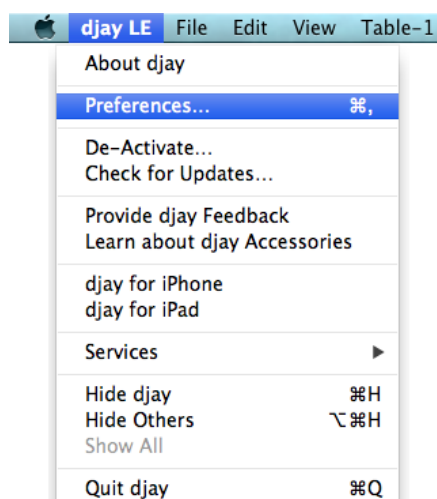 djay LE File Edit View Table-1
About djay
Preferences... ⌘,
De-Activate...
Check for Updates...
Provide djay Feedback
Learn about djay Accessories
djay for iPhone
djay for iPad
Services ▶
Hide djay ⌘H
Hide Others ⌥⌘H
Show All
Quit djay ⌘Q